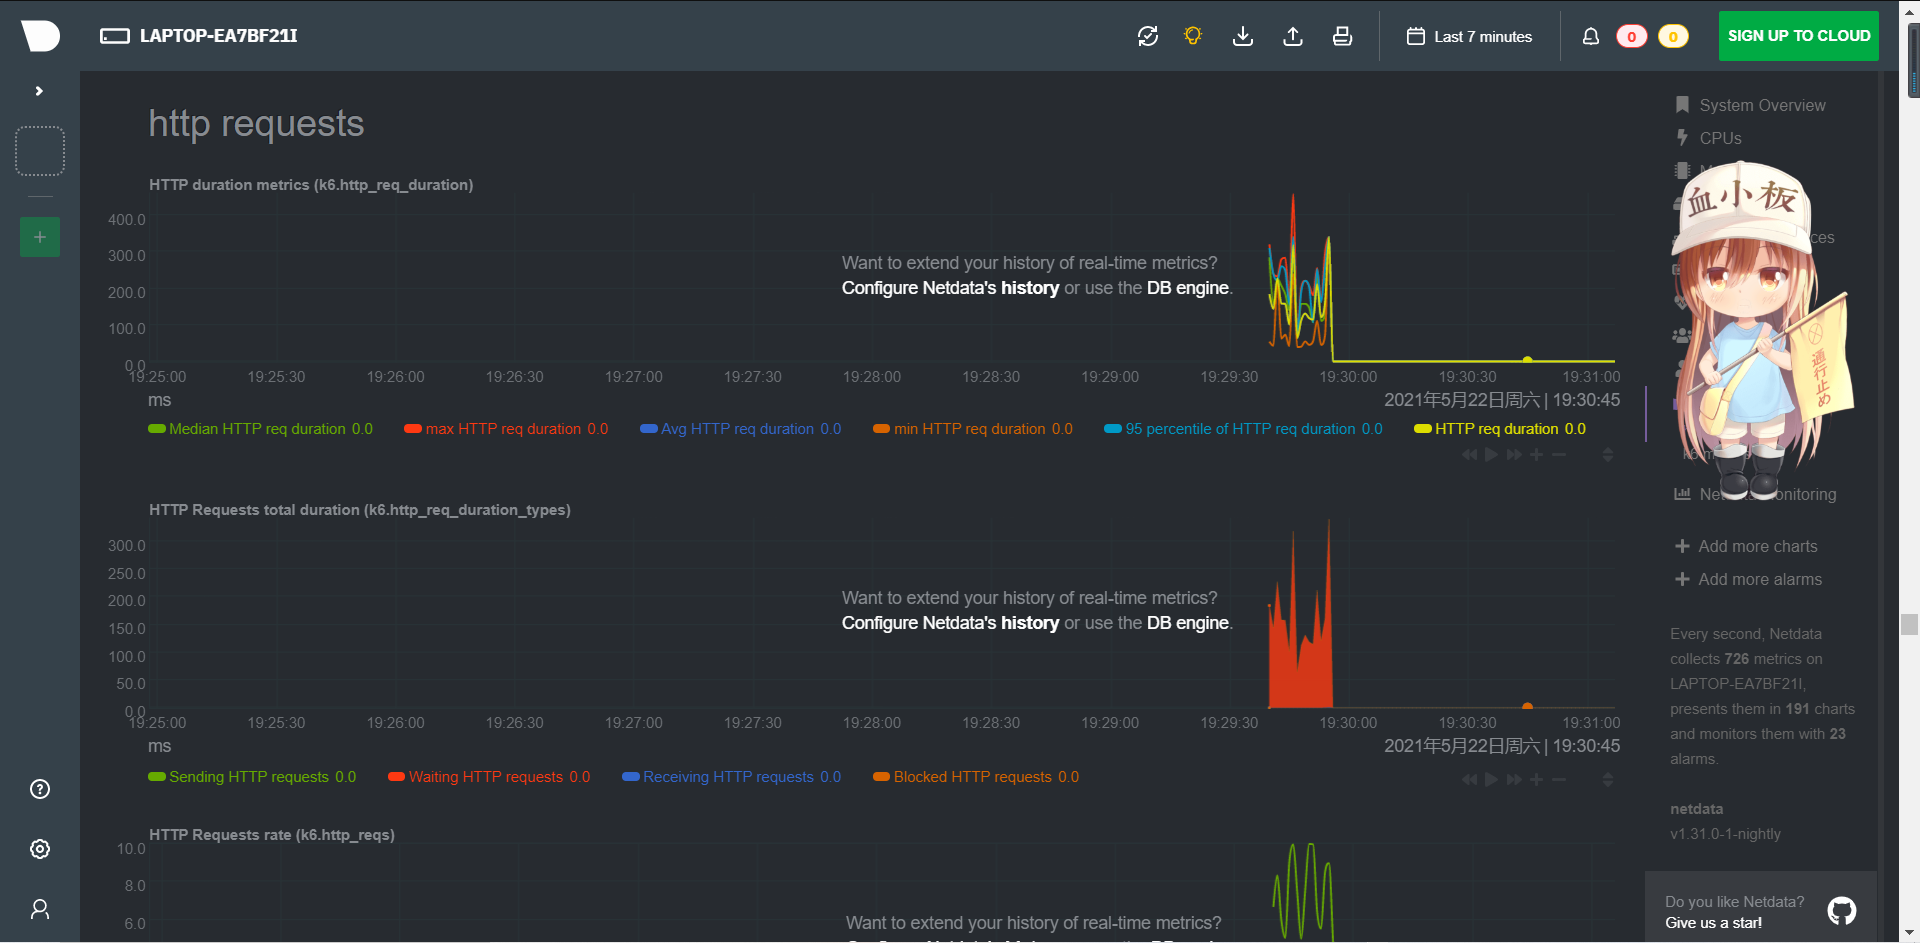 LAPTOP-EA7BF21I
Last 7 minutes
0
0
SIGN UP TO CLOUD
http requests
HTTP duration metrics (k6.http_req_duration)
400.0
300.0
200.0
100.0
0.0
Want to extend your history of real-time metrics?
Configure Netdata's history or use the DB engine.
19:25:00 19:25:30 19:26:00 19:26:30 19:27:00 19:27:30 19:28:00 19:28:30 19:29:00 19:29:30 19:30:00 19:30:30 19:31:00
ms
2021年5月22日周六 | 19:30:45
Median HTTP req duration 0.0 max HTTP req duration 0.0 Avg HTTP req duration 0.0 min HTTP req duration 0.0 95 percentile of HTTP req duration 0.0 HTTP req duration 0.0
HTTP Requests total duration (k6.http_req_duration_types)
300.0
250.0
200.0
150.0
100.0
50.0
0.0
Want to extend your history of real-time metrics?
Configure Netdata's history or use the DB engine.
19:25:00 19:25:30 19:26:00 19:26:30 19:27:00 19:27:30 19:28:00 19:28:30 19:29:00 19:29:30 19:30:00 19:30:30 19:31:00
ms
2021年5月22日周六 | 19:30:45
Sending HTTP requests 0.0 Waiting HTTP requests 0.0 Receiving HTTP requests 0.0 Blocked HTTP requests 0.0
HTTP Requests rate (k6.http_reqs)
10.0
8.0
6.0
Want to extend your history of real-time metrics?
System Overview
CPUs
血小板
通行止め
Add more charts
Add more alarms
Every second, Netdata
collects 726 metrics on
LAPTOP-EA7BF21I,
presents them in 191 charts
and monitors them with 23
alarms.
netdata
v1.31.0-1-nightly
Do you like Netdata?
Give us a star!